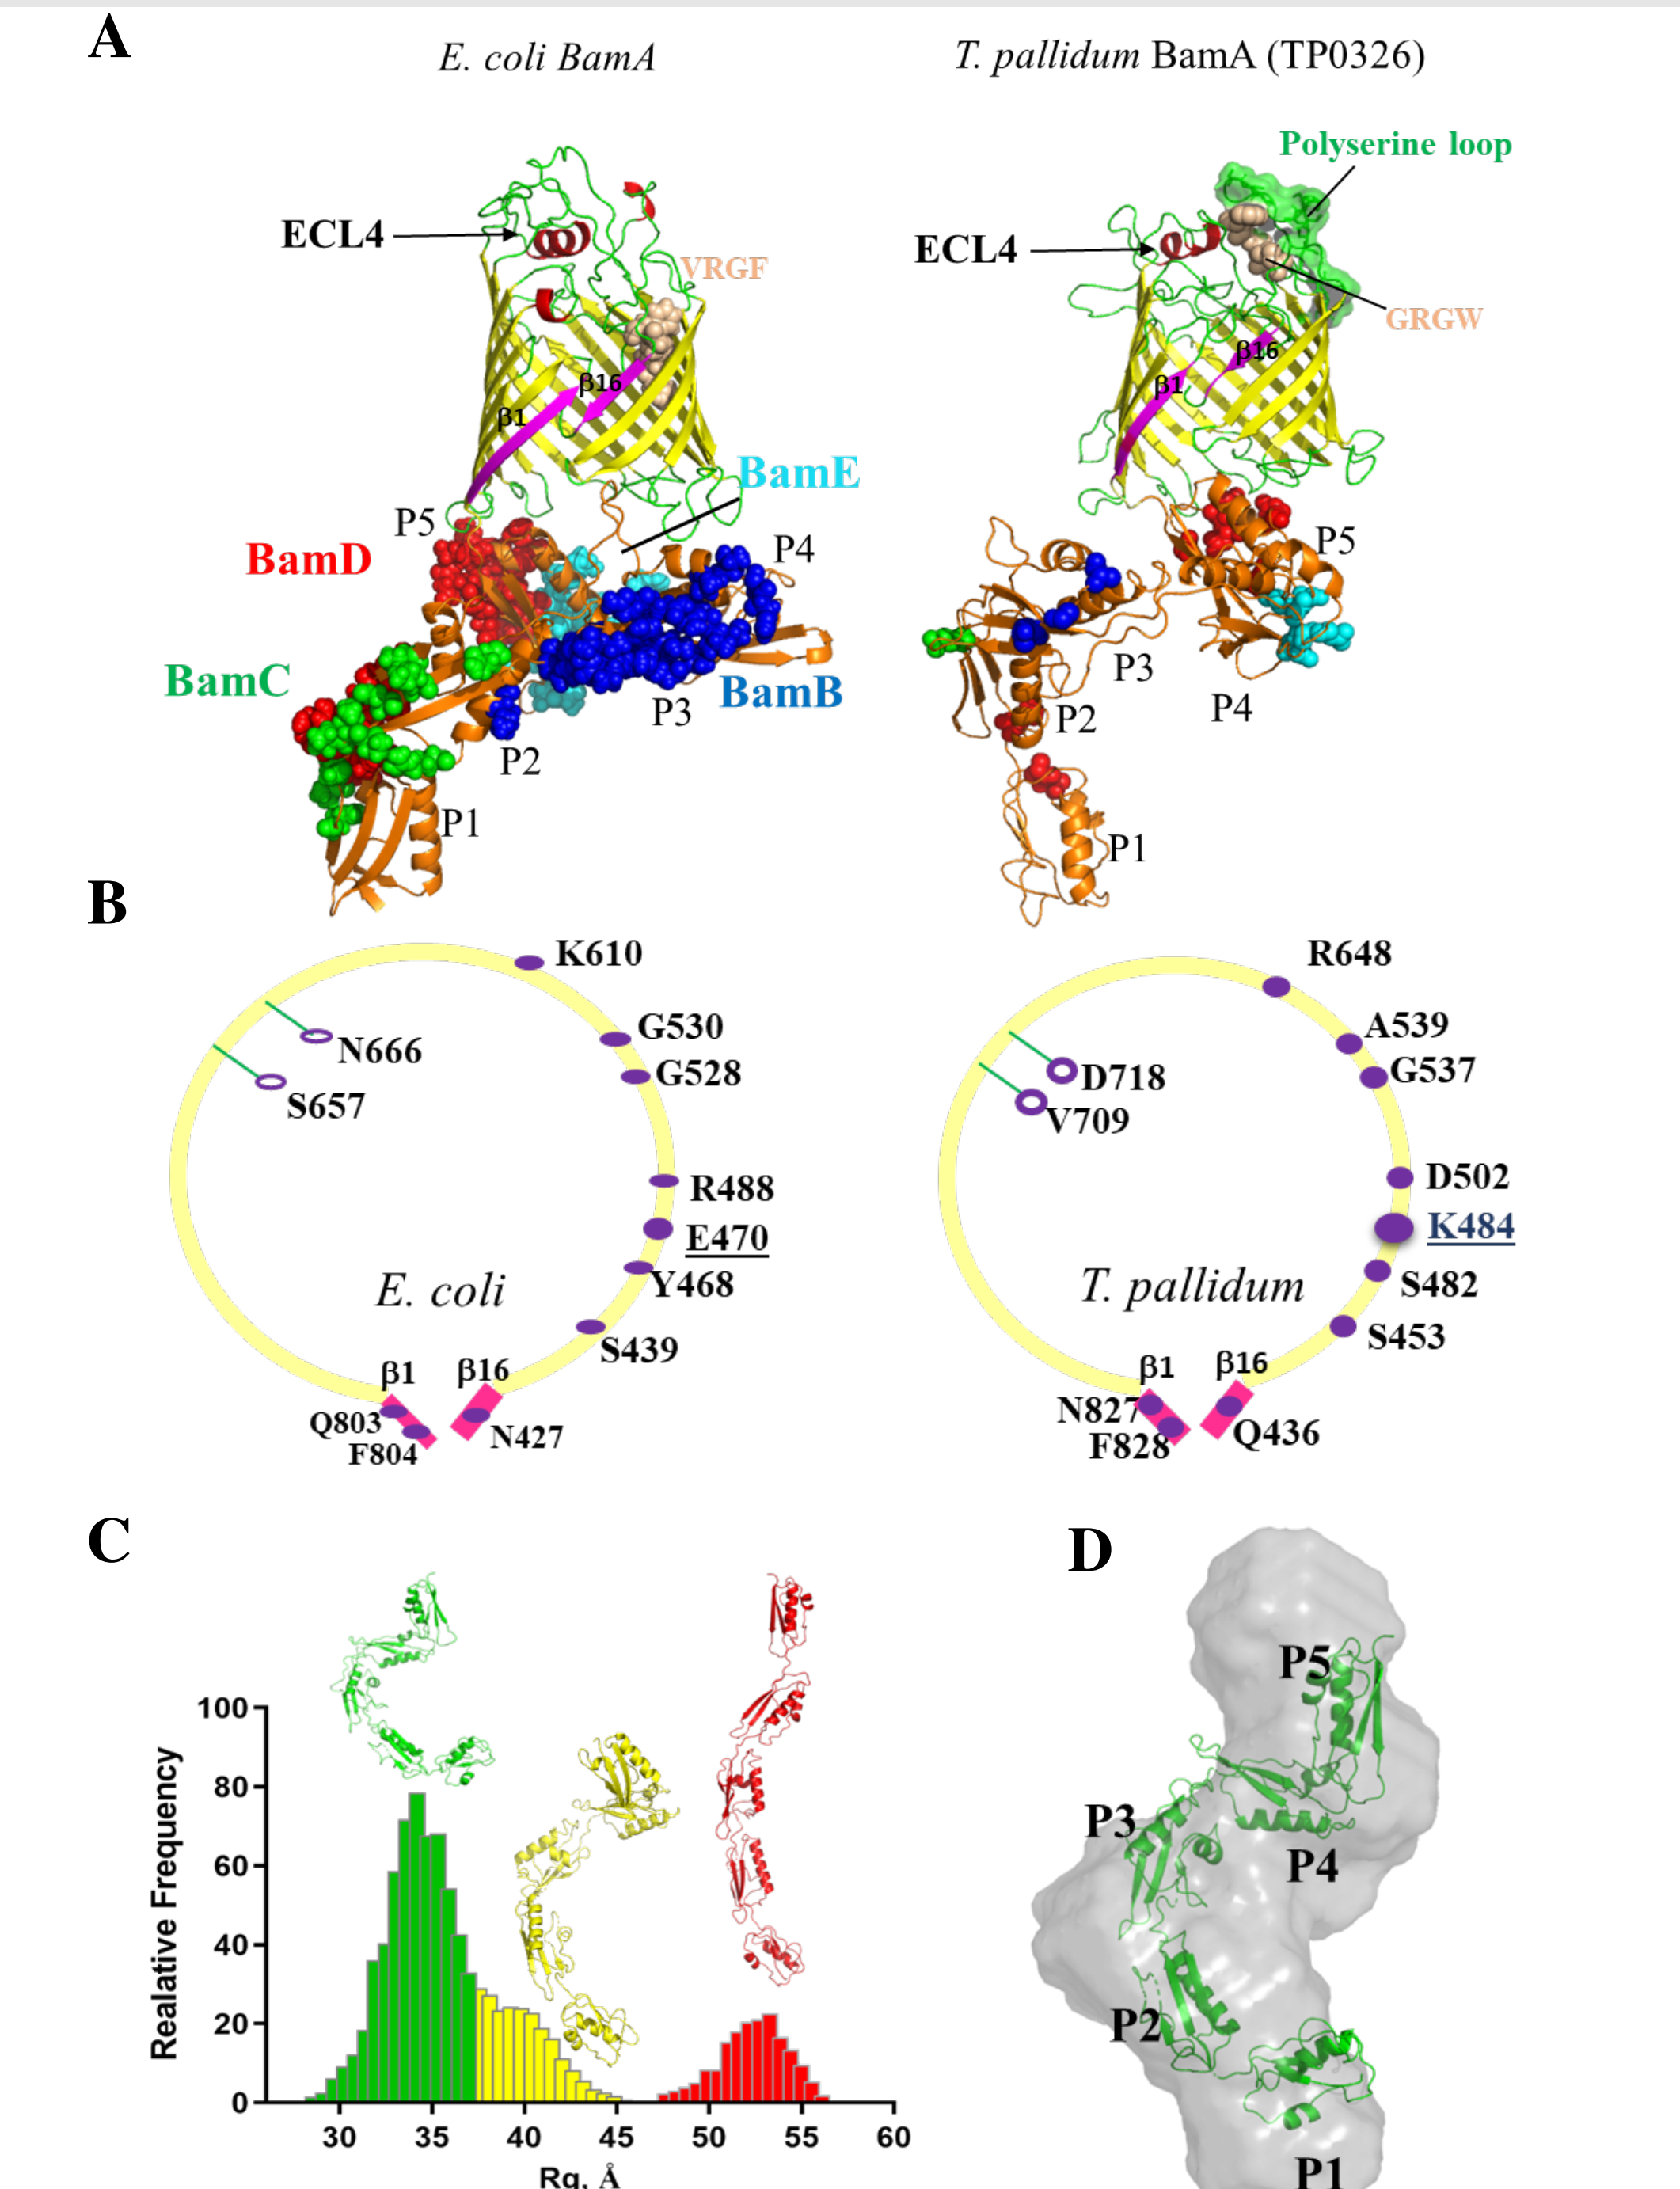 A
E. coli BamA
T. pallidum BamA (TP0326)
Polyserine loop
ECL4
VRGF
ECL4
GRGW
β16
β1
β16
β1
BamE
P5
BamD
P4
P5
BamC
P3
BamB
P2
P1
P3
P2
P4
P1
B
K610
G530
G528
N666
S657
R488
E470
Y468
E. coli
S439
β1
β16
Q803
F804
N427
R648
A539
G537
D718
V709
D502
K484
S482
T. pallidum
S453
β1
β16
N827
F828
Q436
C
Realative Frequency
100
80
60
40
20
0
30 35 40 45 50 55 60
Rg, Å
D
P5
P3
P4
P2
P1